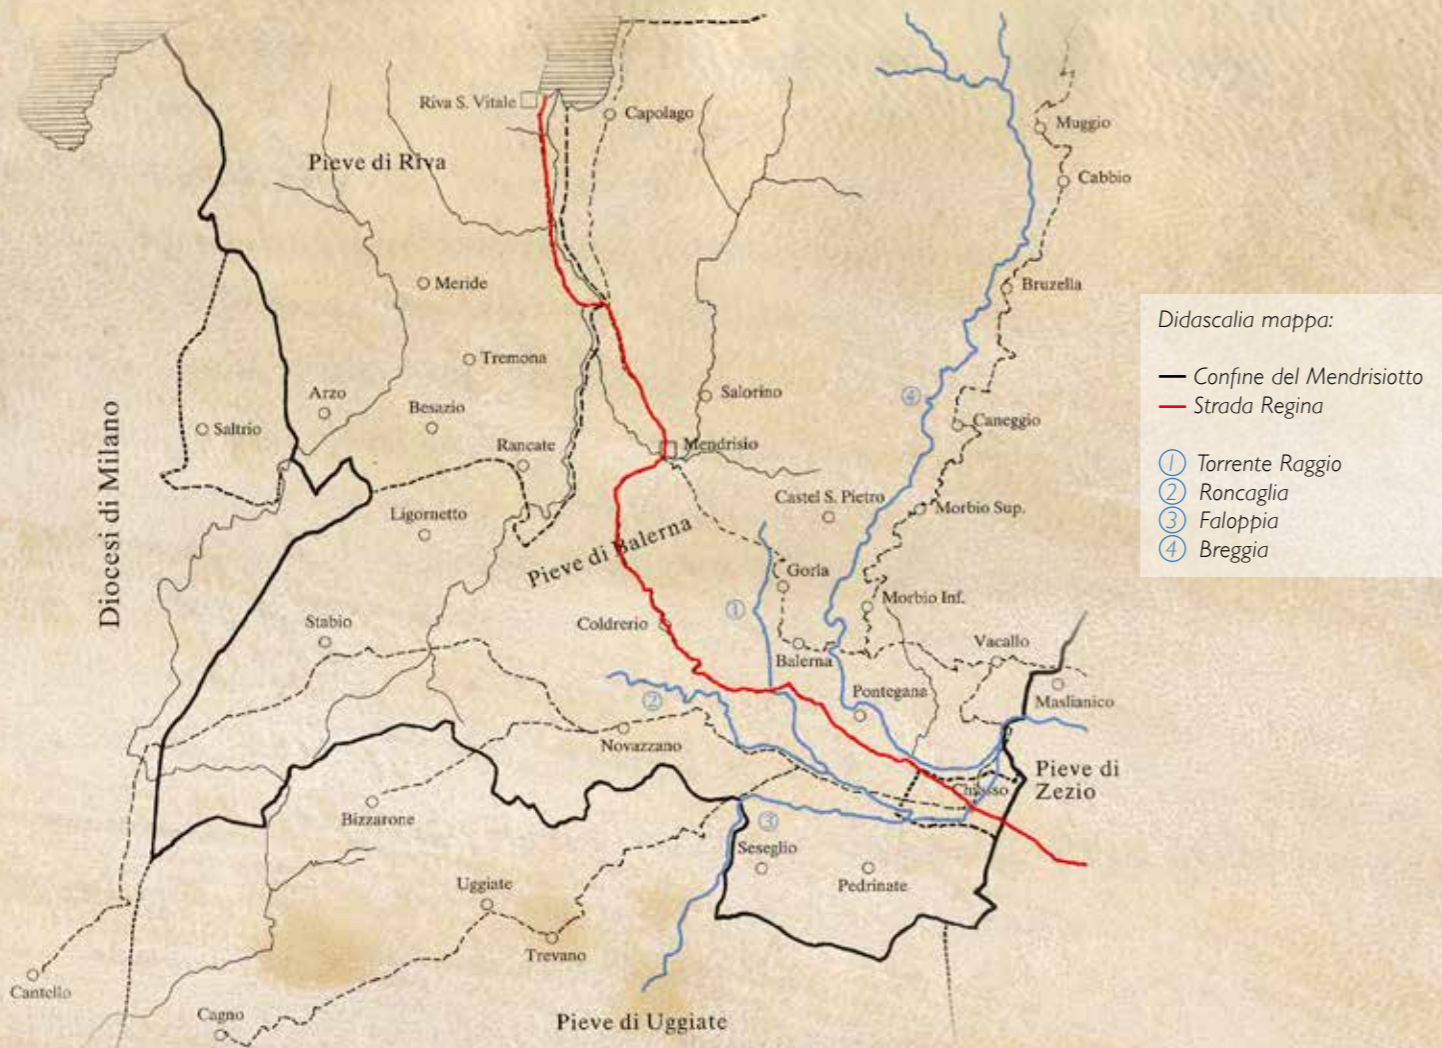 Riva S. Vitale
Capolago
Muggio
Pieve di Riva
Cabbio
Meride
Bruzella
Didascalia mappa:
Confine del Mendrisiotto
Strada Regina
1 Torrente Raggio
2 Roncaglia
3 Faloppia
4 Breggia
Tremona
Arzo
Besazio
Salorino
4
Saltrio
Caneggio
Rancate
Mendrisio
Diocesi di Milano
Castel S. Pietro
Morbio Sup.
Ligornetto
Pieve di Balerna
Gorla
Morbio Inf.
1
Stabio
Coldrerio
Balerna
Vacallo
2
Pontegana
Maslianico
Novazzano
Pieve di
Zezio
Chiasso
Bizzarone
3
Seseglio
Pedrinate
Uggiate
Trevano
Cantello
Cagno
Pieve di Uggiate